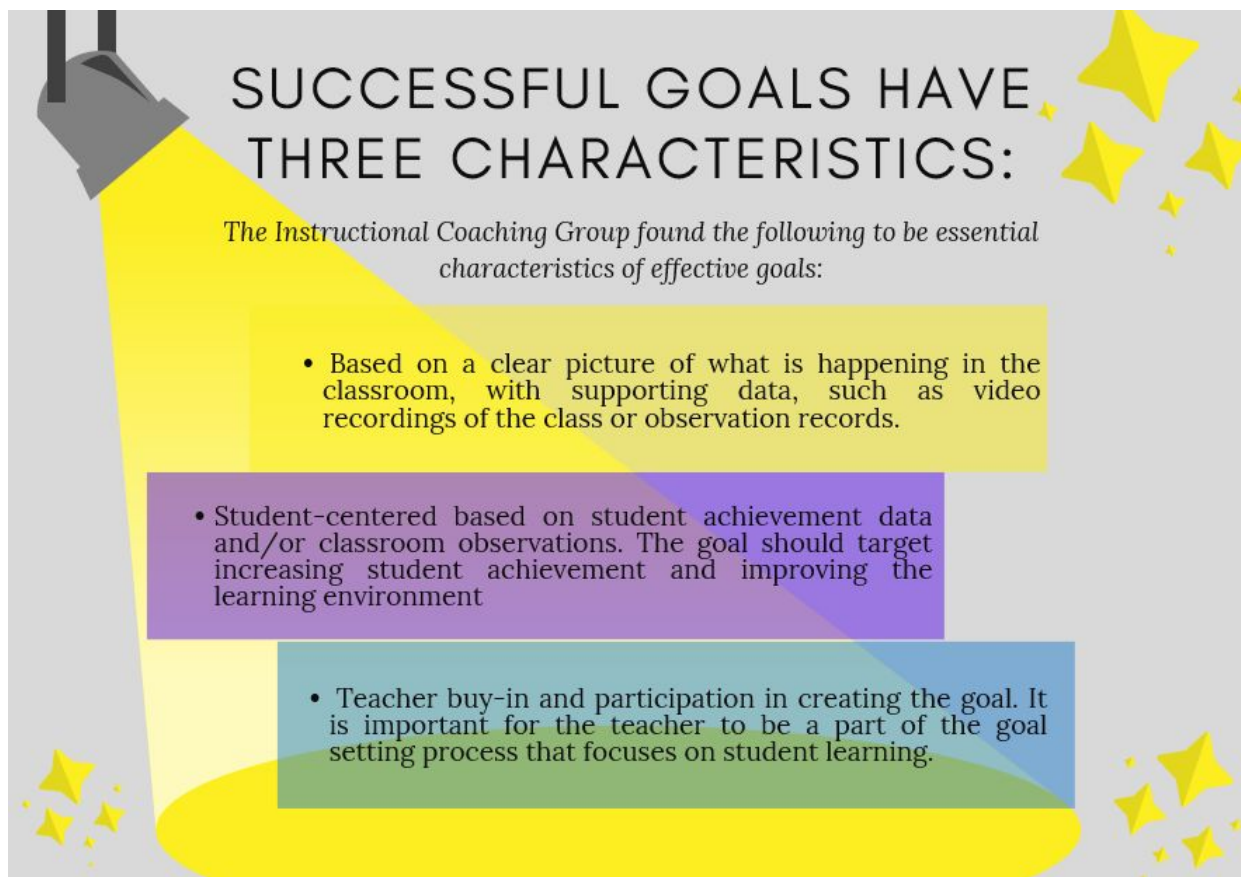 SUCCESSFUL GOALS HAVE
THREE CHARACTERISTICS:
The Instructional Coaching Group found the following to be essential
characteristics of effective goals:
• Based on a clear picture of what is happening in the
classroom, with supporting data, such as video
recordings of the class or observation records.
• Student-centered based on student achievement data
and/or classroom observations. The goal should target
increasing student achievement and improving the
learning environment
• Teacher buy-in and participation in creating the goal. It
is important for the teacher to be a part of the goal
setting process that focuses on student learning.